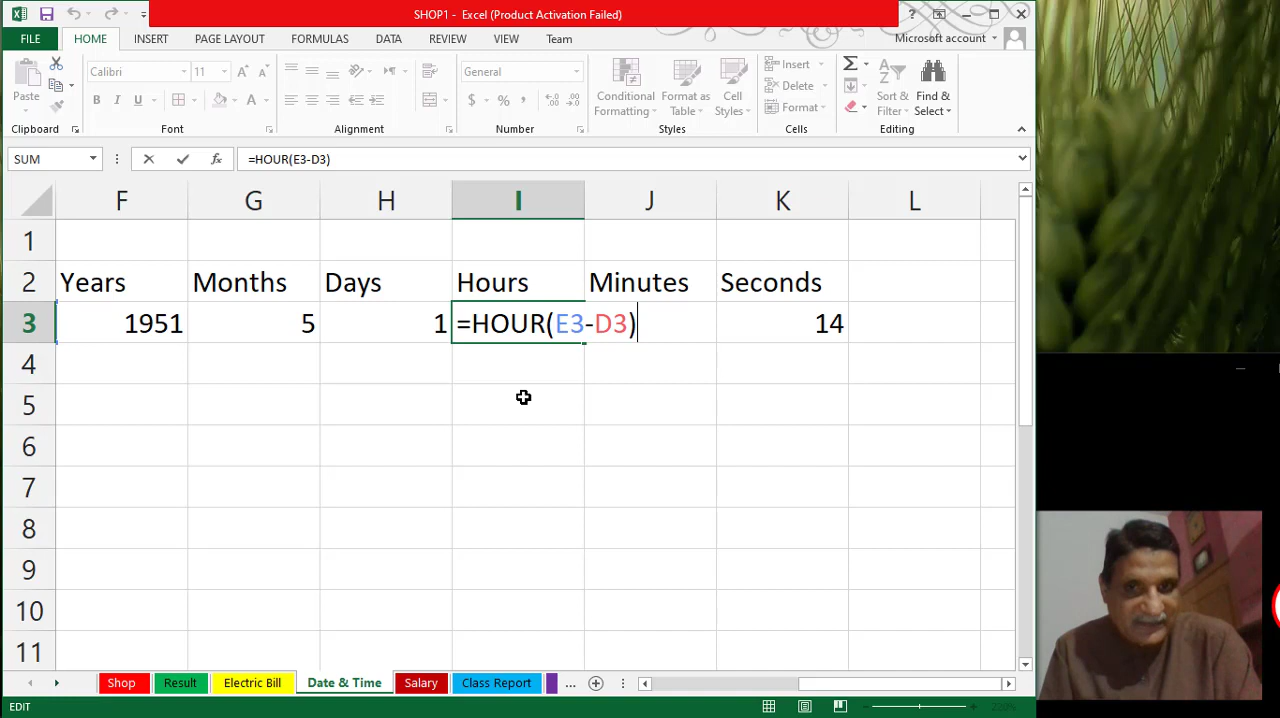 SHOP1 - Excel (Product Activation Failed)
FILE HOME INSERT PAGE LAYOUT FORMULAS DATA REVIEW VIEW Team Microsoft account
Calibri 11 General Insert
Paste Conditional Format as Cell Delete Sort & Find &
B I U A $ % , Formatting Table Styles Format Filter Select
Clipboard Font Alignment Number Styles Cells Editing
SUM fx =HOUR(E3-D3)
F G H I J K L
1
2 Years Months Days Hours Minutes Seconds
3 1951 5 1 =HOUR(E3-D3) 14
4
5
6
7
8
9
10
11
Shop Result Electric Bill Date & Time Salary Class Report ...
EDIT